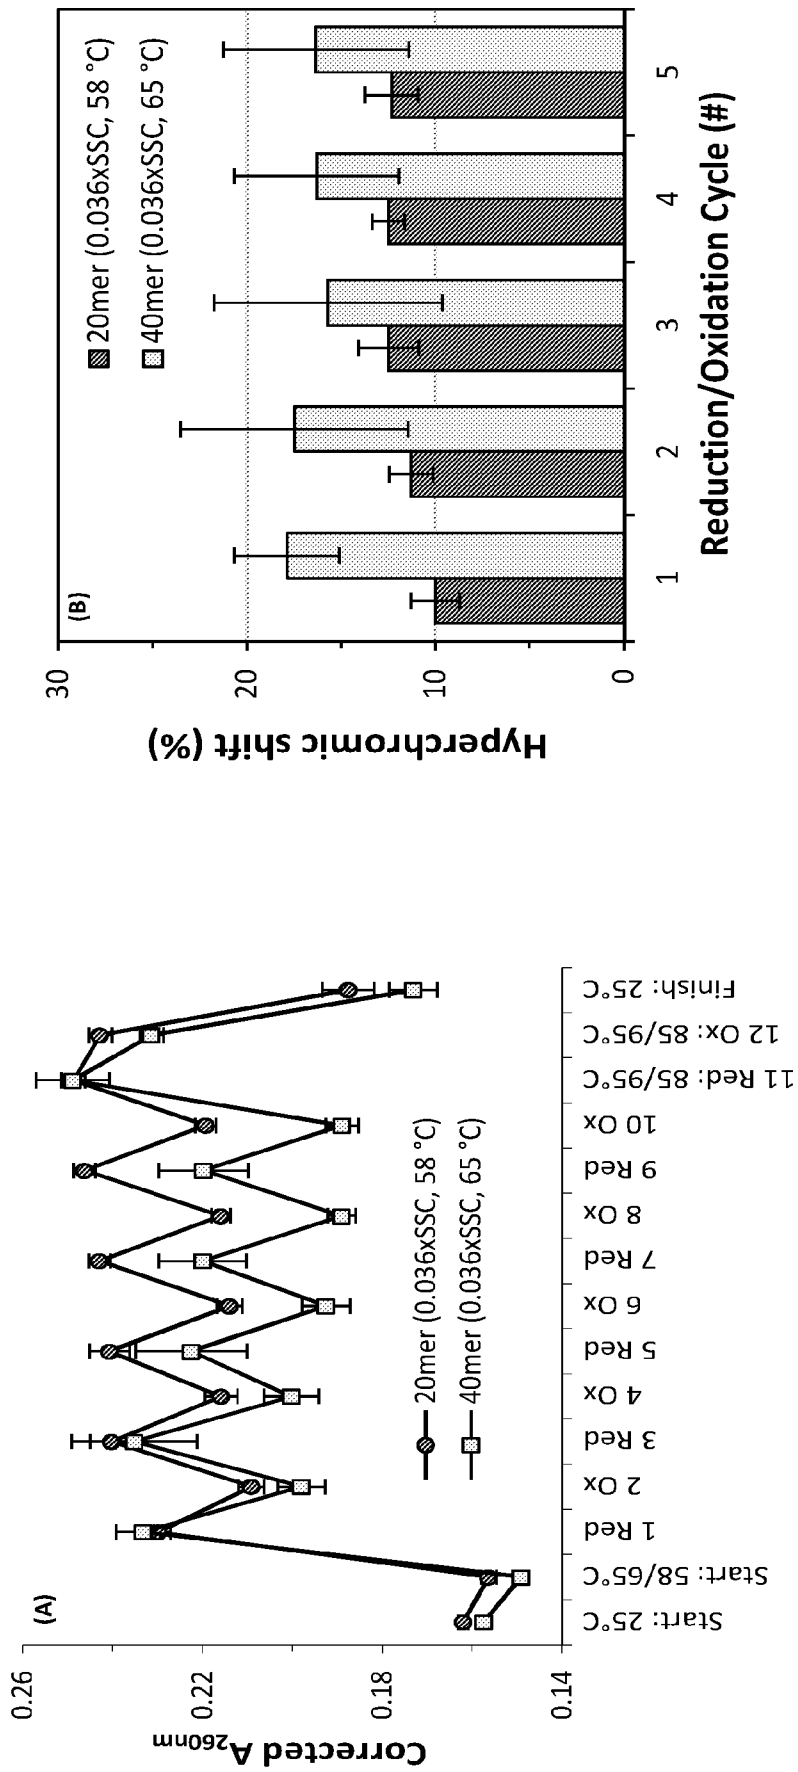 (A)
Corrected A260nm
0.26
0.22
0.18
0.14
20mer (0.036xSSC, 58 °C)
40mer (0.036xSSC, 65 °C)
Start: 25°C
Start: 58/65°C
1 Red
2 Ox
3 Red
4 Ox
5 Red
6 Ox
7 Red
8 Ox
9 Red
10 Ox
11 Red: 85/95°C
12 Ox: 85/95°C
Finish: 25°C
(B)
Hyperchromic shift (%)
30
20
10
0
20mer (0.036xSSC, 58 °C)
40mer (0.036xSSC, 65 °C)
1
2
3
4
5
Reduction/Oxidation Cycle (#)